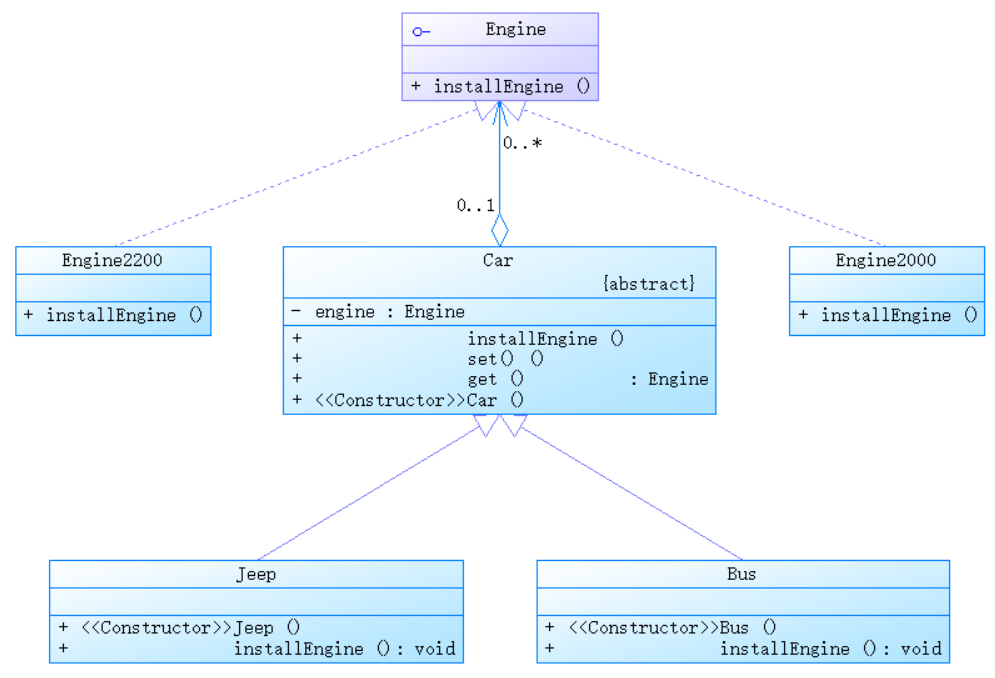 Engine
+ installEngine ()
0..*
0..1
Engine2200
+ installEngine ()
Car
{abstract}
- engine : Engine
+ installEngine ()
+ set() ()
+ get () : Engine
+ <<Constructor>>Car ()
Engine2000
+ installEngine ()
Jeep
+ <<Constructor>>Jeep ()
+ installEngine () : void
Bus
+ <<Constructor>>Bus ()
+ installEngine () : void